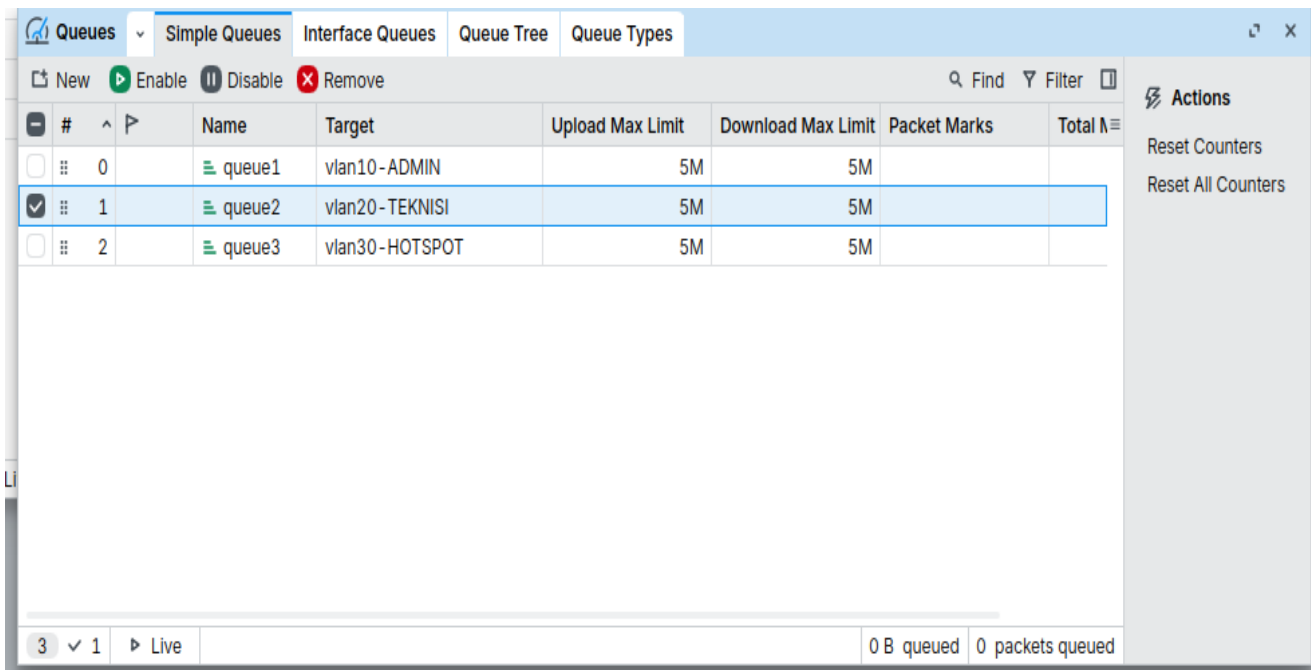 Queues Simple Queues Interface Queues Queue Tree Queue Types
New Enable Disable Remove Find Filter
Actions
# Name Target Upload Max Limit Download Max Limit Packet Marks Total
Reset Counters
0 queue1 vlan10-ADMIN 5M 5M
Reset All Counters
1 queue2 vlan20-TEKNISI 5M 5M
2 queue3 vlan30-HOTSPOT 5M 5M
Li
3 1 Live 0 B queued 0 packets queued